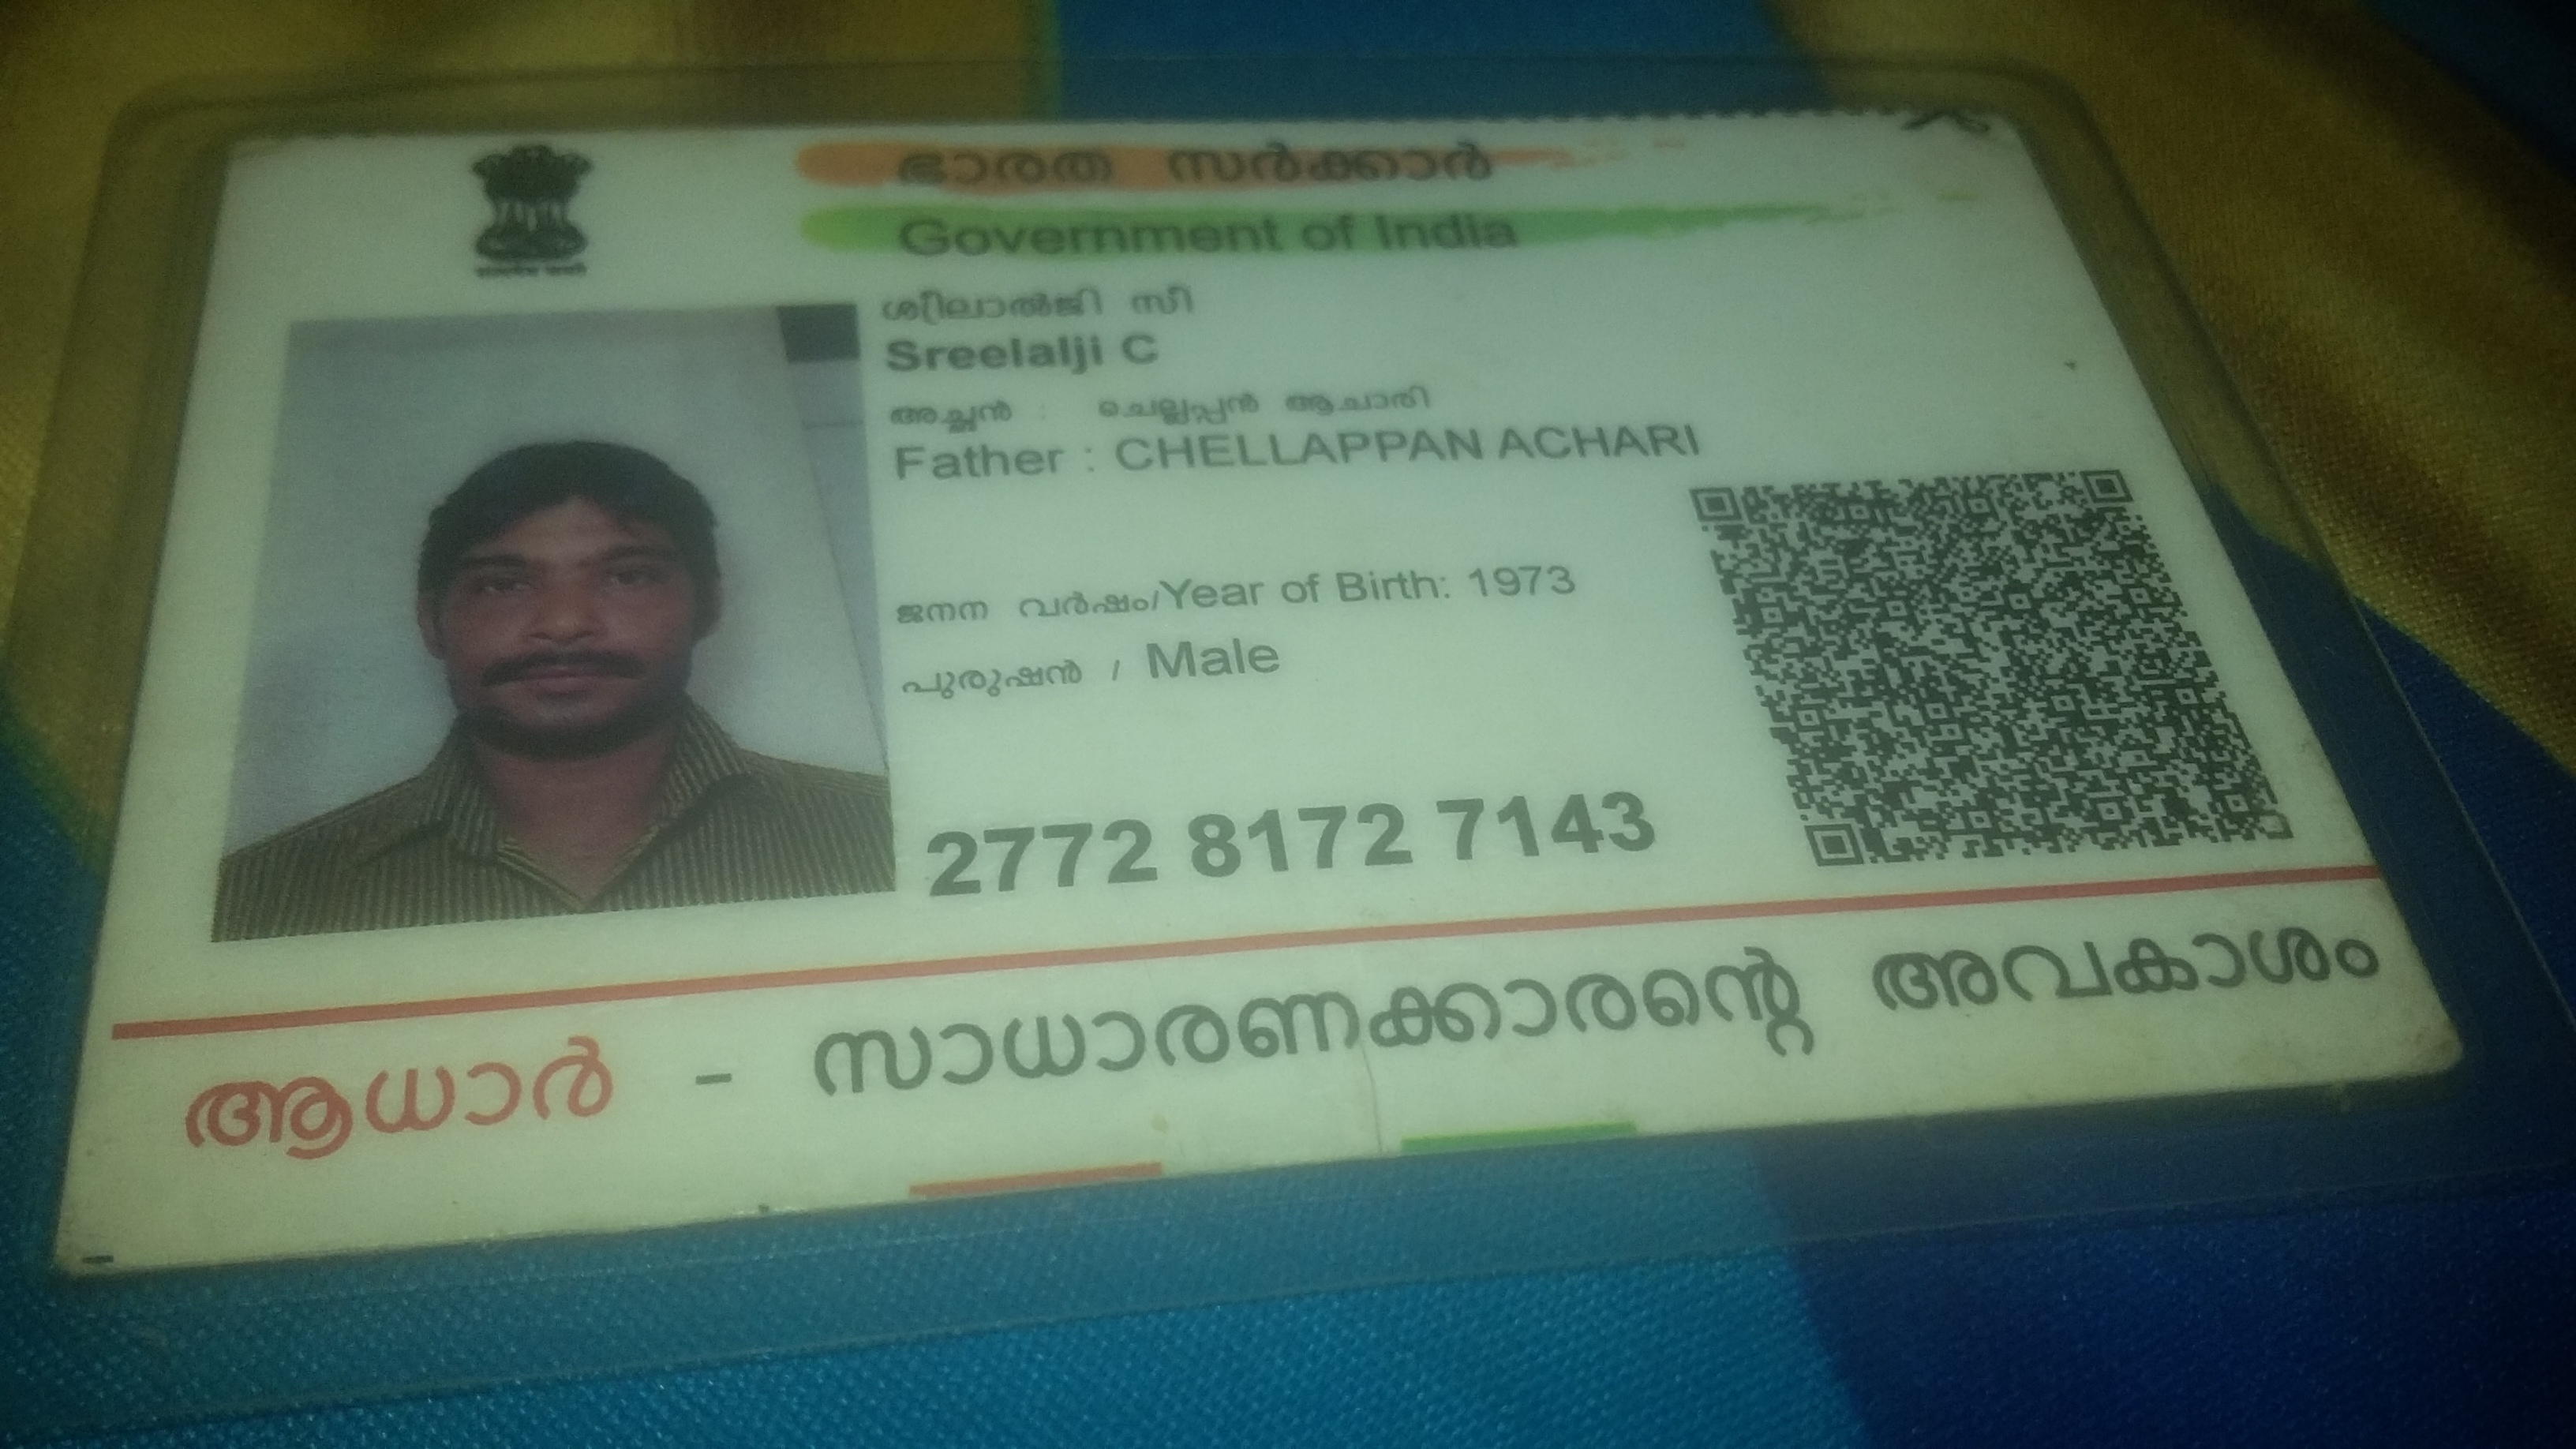 ഭാരത സർക്കാർ
Government of India
ശ്രീലാൽജി സി
Sreelalji C
അച്ഛൻ : ചെല്ലപ്പൻ ആചാരി
Father : CHELLAPPAN ACHARI
ജനന വർഷം/Year of Birth: 1973
പുരുഷൻ / Male
2772 8172 7143
ആധാർ - സാധാരണക്കാരന്റെ അവകാശം